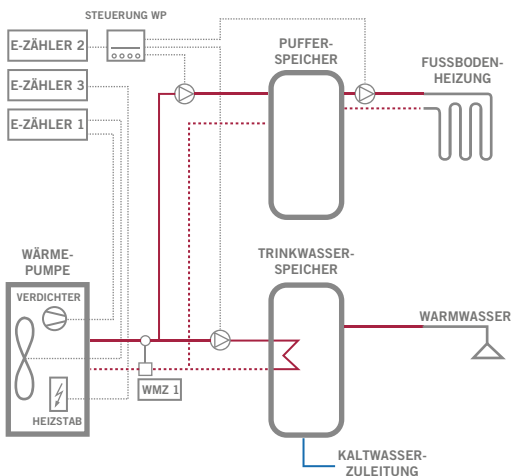 STEUERUNG WP
E-ZÄHLER 2
E-ZÄHLER 3
E-ZÄHLER 1
PUFFER-
SPEICHER
FUSSBODEN-
HEIZUNG
WÄRME-
PUMPE
VERDICHTER
HEIZSTAB
WMZ 1
TRINKWASSER-
SPEICHER
WARMWASSER
KALTWASSER-
ZULEITUNG